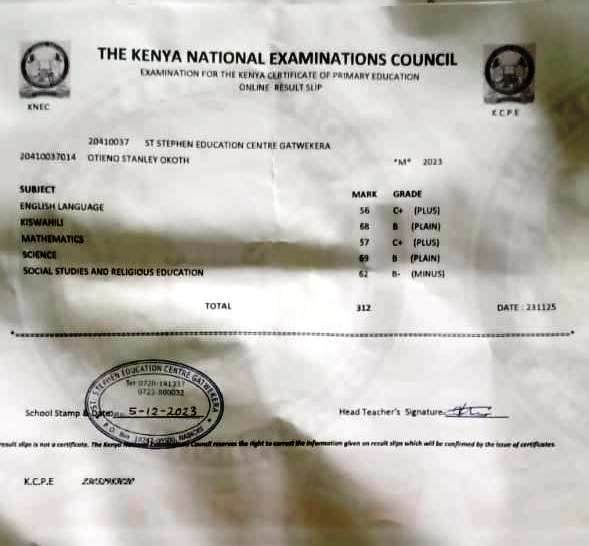 THE KENYA NATIONAL EXAMINATIONS COUNCIL
EXAMINATION FOR THE KENYA CERTIFICATE OF PRIMARY EDUCATION
ONLINE RESULT SLIP
KNEC
K.C.P.E
20410037 ST STEPHEN EDUCATION CENTRE GATWEKERA
20410037014 OTIENO STANLEY OKOTH "M" 2023
SUBJECT MARK GRADE
ENGLISH LANGUAGE 56 C+ (PLUS)
KISWAHILI 68 B (PLAIN)
MATHEMATICS 57 C+ (PLUS)
SCIENCE 69 B (PLAIN)
SOCIAL STUDIES AND RELIGIOUS EDUCATION 62 B- (MINUS)
TOTAL 312 DATE : 231125
ST. STEPHEN EDUCATION CENTRE GATWEKERA
Tel 0720-
0722-800032
5-12-2023
P.O. Box NAIROBI
School Stamp & Date: Head Teacher's Signature
result slip is not a certificate. The Kenya National Examinations Council reserves the right to correct the information given on result slips which will be confirmed by the issue of certificates.
K.C.P.E